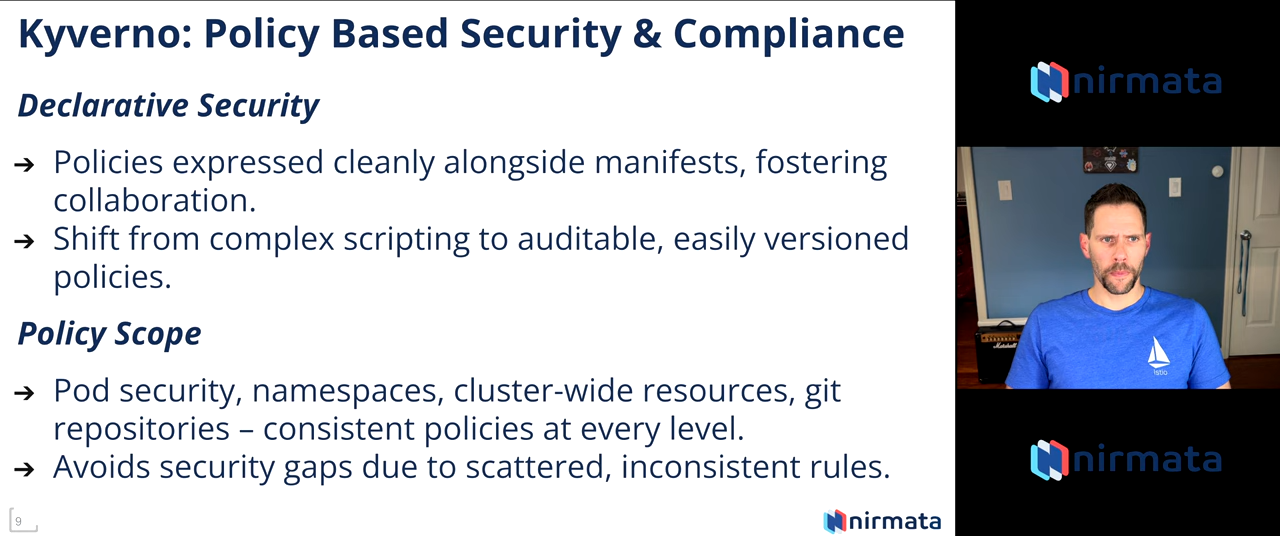 Kyverno: Policy Based Security & Compliance
Declarative Security
➔ Policies expressed cleanly alongside manifests, fostering
collaboration.
➔ Shift from complex scripting to auditable, easily versioned
policies.
Policy Scope
➔ Pod security, namespaces, cluster-wide resources, git
repositories – consistent policies at every level.
➔ Avoids security gaps due to scattered, inconsistent rules.
9
nirmata
nirmata
Marshall
Istio
nirmata